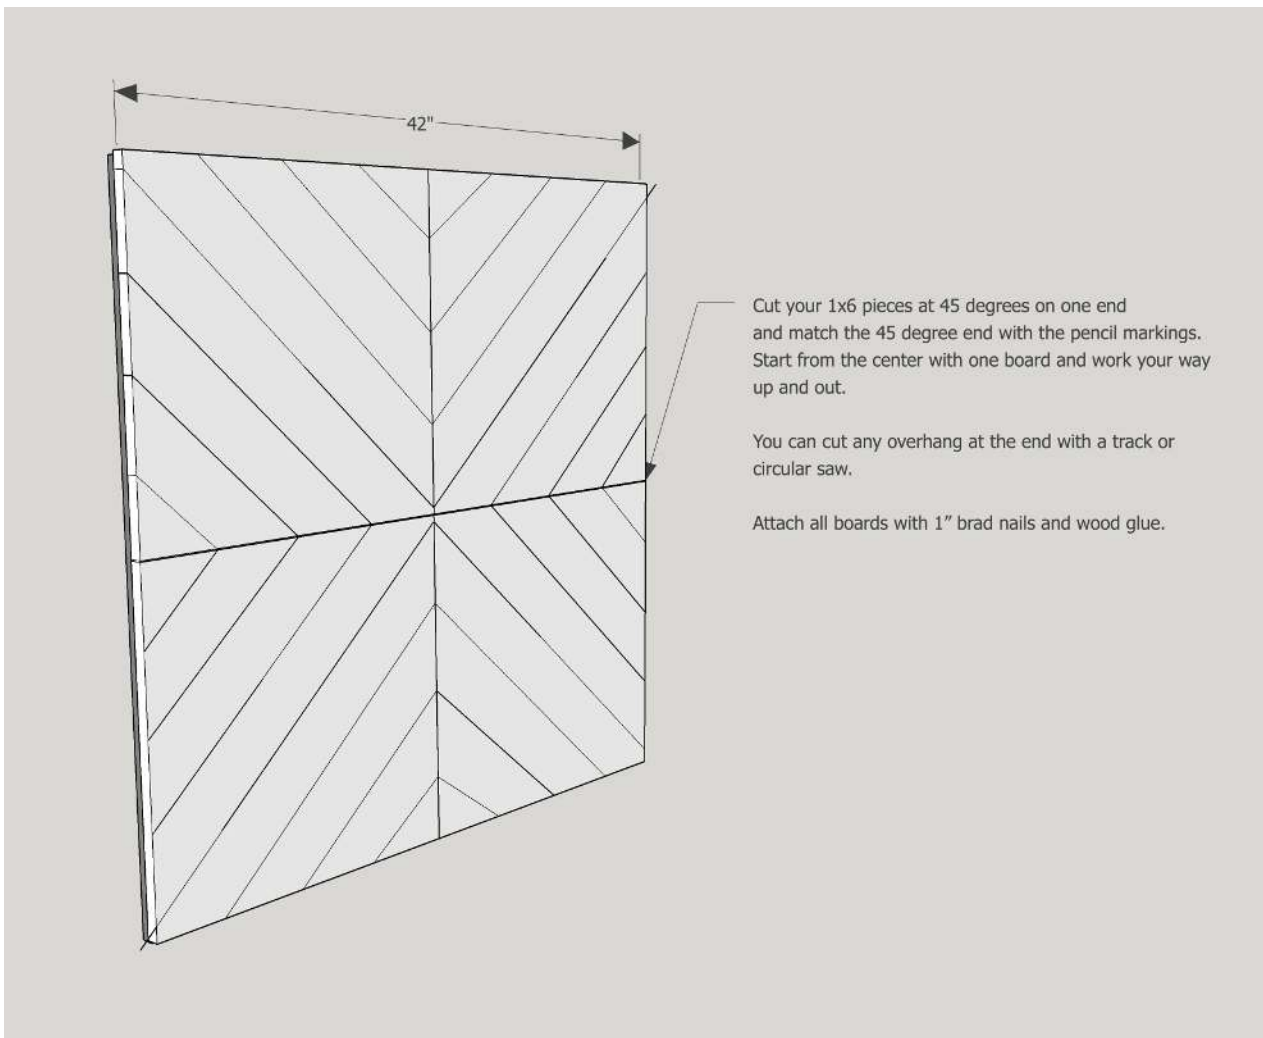 42"
Cut your 1x6 pieces at 45 degrees on one end
and match the 45 degree end with the pencil markings.
Start from the center with one board and work your way
up and out.
You can cut any overhang at the end with a track or
circular saw.
Attach all boards with 1” brad nails and wood glue.